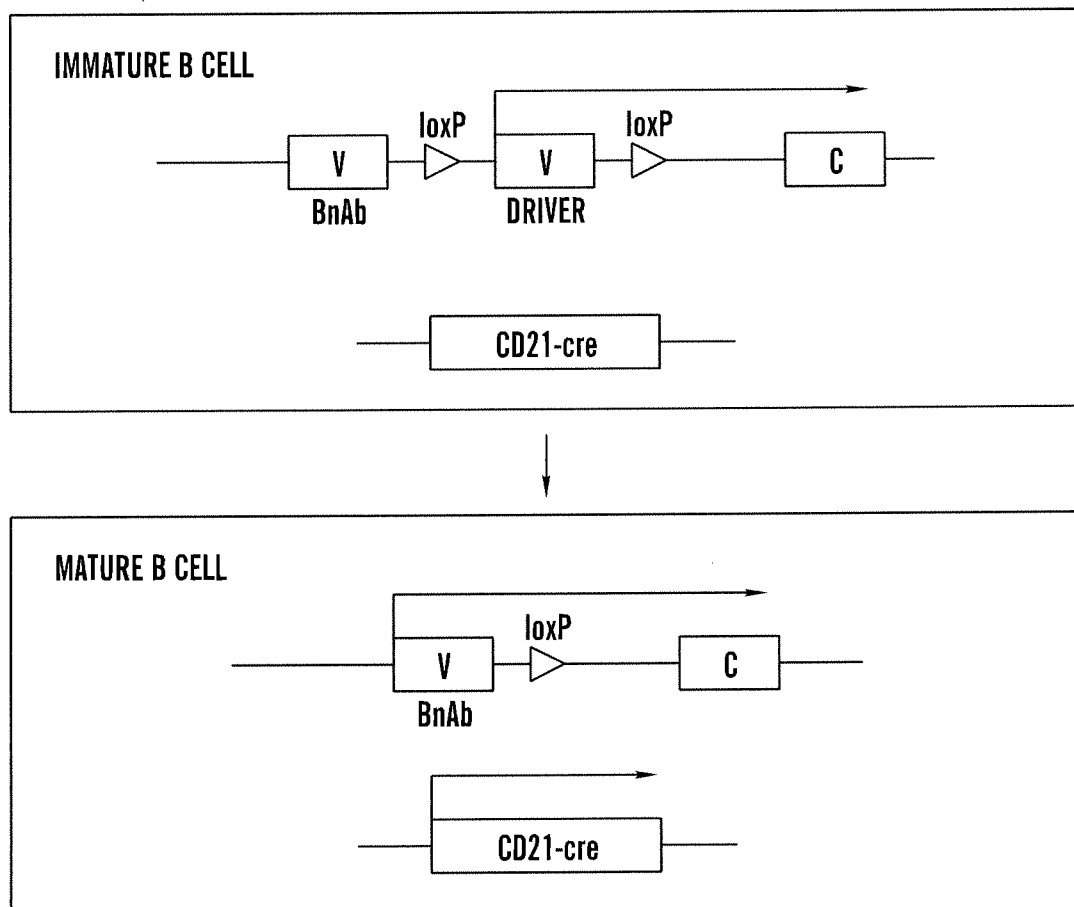 IMMATURE B CELL
loxP loxP
V V C
BnAb DRIVER
CD21-cre
MATURE B CELL
loxP
V C
BnAb
CD21-cre